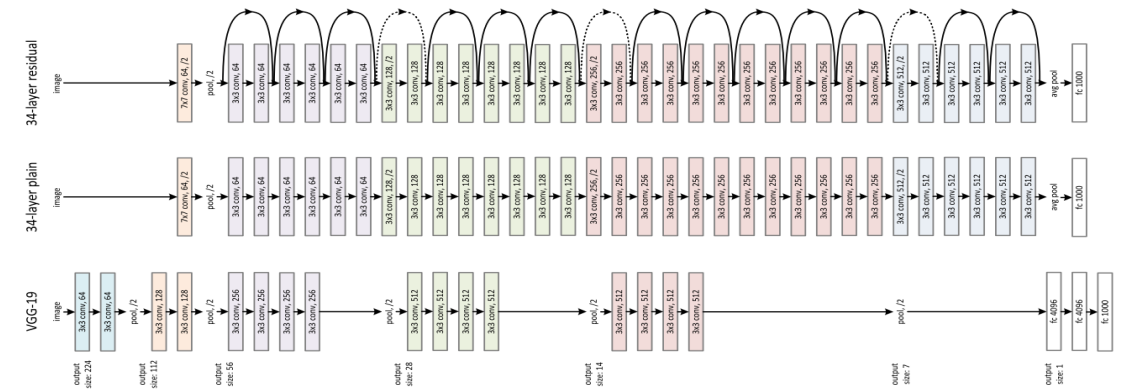 34-layer residual
image
7x7 conv, 64, /2
pool, /2
3x3 conv, 64
3x3 conv, 64
3x3 conv, 64
3x3 conv, 64
3x3 conv, 64
3x3 conv, 64
3x3 conv, 128, /2
3x3 conv, 128
3x3 conv, 128
3x3 conv, 128
3x3 conv, 128
3x3 conv, 128
3x3 conv, 128
3x3 conv, 128
3x3 conv, 256, /2
3x3 conv, 256
3x3 conv, 256
3x3 conv, 256
3x3 conv, 256
3x3 conv, 256
3x3 conv, 256
3x3 conv, 256
3x3 conv, 256
3x3 conv, 256
3x3 conv, 256
3x3 conv, 256
3x3 conv, 512, /2
3x3 conv, 512
3x3 conv, 512
3x3 conv, 512
3x3 conv, 512
3x3 conv, 512
avg pool
fc 1000
34-layer plain
image
7x7 conv, 64, /2
pool, /2
3x3 conv, 64
3x3 conv, 64
3x3 conv, 64
3x3 conv, 64
3x3 conv, 64
3x3 conv, 64
3x3 conv, 128, /2
3x3 conv, 128
3x3 conv, 128
3x3 conv, 128
3x3 conv, 128
3x3 conv, 128
3x3 conv, 128
3x3 conv, 128
3x3 conv, 256, /2
3x3 conv, 256
3x3 conv, 256
3x3 conv, 256
3x3 conv, 256
3x3 conv, 256
3x3 conv, 256
3x3 conv, 256
3x3 conv, 256
3x3 conv, 256
3x3 conv, 256
3x3 conv, 256
3x3 conv, 512, /2
3x3 conv, 512
3x3 conv, 512
3x3 conv, 512
3x3 conv, 512
3x3 conv, 512
avg pool
fc 1000
VGG-19
image
3x3 conv, 64
3x3 conv, 64
pool, /2
3x3 conv, 128
3x3 conv, 128
pool, /2
3x3 conv, 256
3x3 conv, 256
3x3 conv, 256
3x3 conv, 256
pool, /2
3x3 conv, 512
3x3 conv, 512
3x3 conv, 512
3x3 conv, 512
pool, /2
3x3 conv, 512
3x3 conv, 512
3x3 conv, 512
3x3 conv, 512
pool, /2
fc 4096
fc 4096
fc 1000
output
size: 224
output
size: 112
output
size: 56
output
size: 28
output
size: 14
output
size: 7
output
size: 1